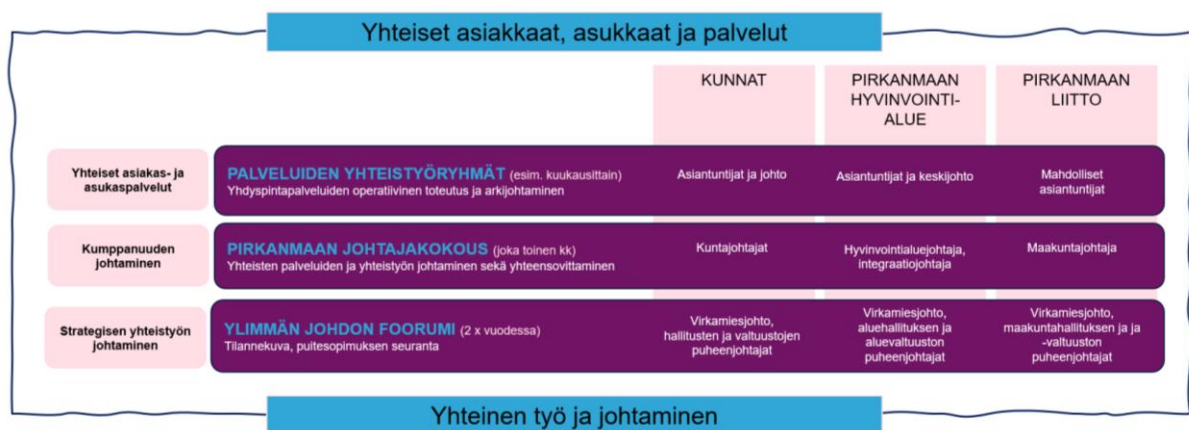 Yhteiset asiakkaat, asukkaat ja palvelut
KUNNAT
PIRKANMAAN
HYVINVOINTI-
ALUE
PIRKANMAAN
LIITTO
Yhteiset asiakas- ja
asukaspalvelut
PALVELUIDEN YHTEISTYÖRYHMÄT (esim. kuukausittain)
Yhdyspintapalveluiden operatiivinen toteutus ja arkijohtaminen
Asiantuntijat ja johto
Asiantuntijat ja keskijohto
Mahdolliset
asiantuntijat
Kumppanuuden
johtaminen
PIRKANMAAN JOHTAJAKOKOUS (joka toinen kk)
Yhteisten palveluiden ja yhteistyön johtaminen sekä yhteensovittaminen
Kuntajohtajat
Hyvinvointialuejohtaja,
integraatiojohtaja
Maakuntajohtaja
Strategisen yhteistyön
johtaminen
YLIMMÄN JOHDON FOORUMI (2 x vuodessa)
Tilannekuva, puitesopimuksen seuranta
Virkamiesjohto,
hallitusten ja valtuustojen
puheenjohtajat
Virkamiesjohto,
aluehallituksen ja
aluevaltuuston
puheenjohtajat
Virkamiesjohto,
maakuntahallituksen ja ja
-valtuuston
puheenjohtajat
Yhteinen työ ja johtaminen